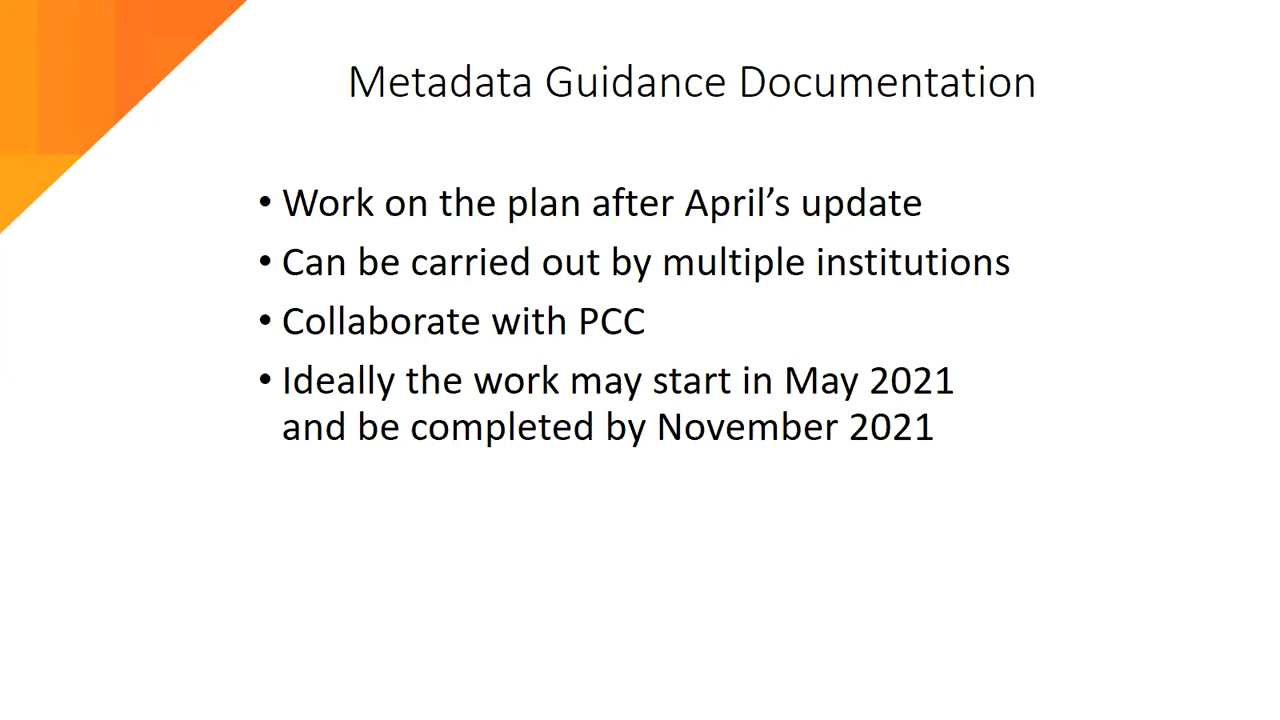 Metadata Guidance Documentation
• Work on the plan after April’s update
• Can be carried out by multiple institutions
• Collaborate with PCC
• Ideally the work may start in May 2021
and be completed by November 2021